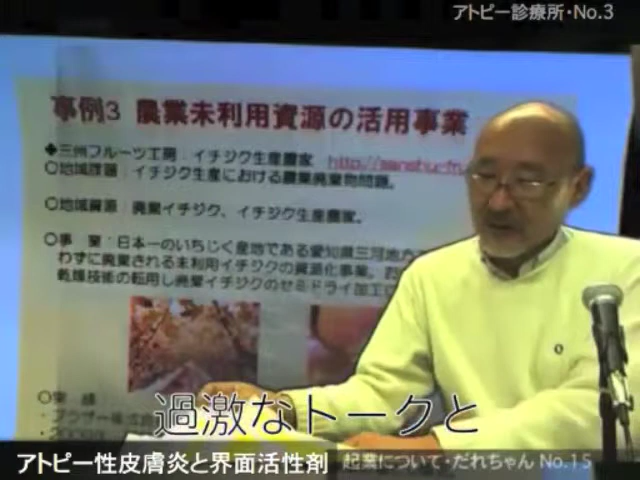 アトピー診療所・No.3
事例3 農業未利用資源の活用事業
◆三州フルーツ工房：イチジク生産農家 http://sanshu-fru
○地域課題：イチジク生産における農業廃棄物問題。
○地域資源：廃業イチジク、イチジク生産農家。
○事 業：日本一のいちじく産地である愛知県三河地方
わずに廃棄される未利用イチジクの資源化事業。
乾燥技術の転用し廃業イチジクのセミドライ加工
過激なトークと
アトピー性皮膚炎と界面活性剤
起業について・だれちゃん No.15